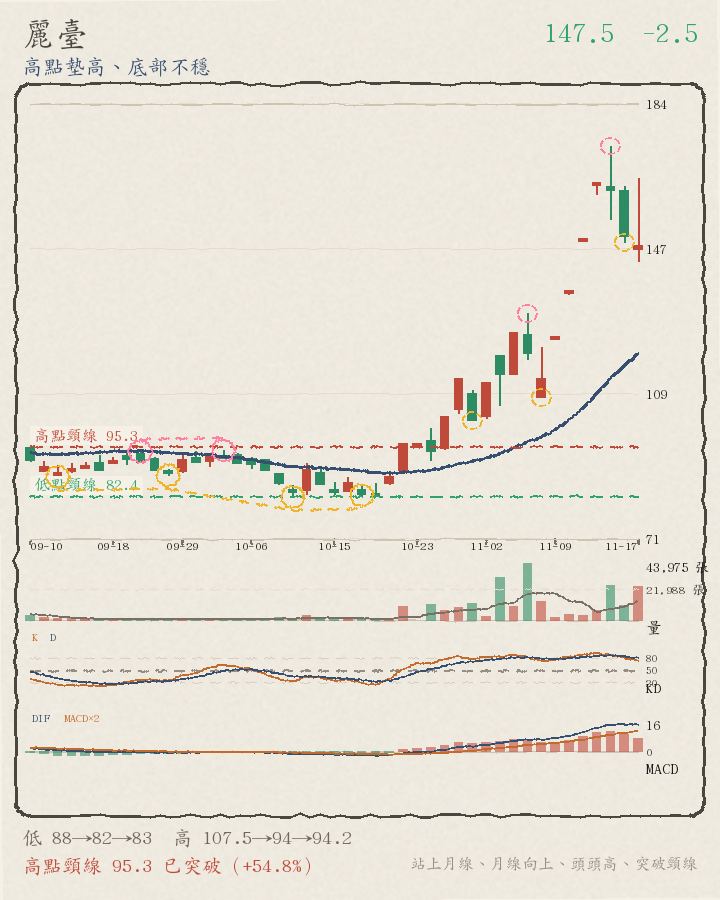 麗臺
147.5 -2.5
高點墊高、底部不穩
184
147
109
高點頸線 95.3
低點頸線 82.4
71
09-10 09-18 09-29 10-06 10-15 10-23 11-02 11-09 11-17
43,975 張
21,988 張
量
K D
80
50
20
KD
DIF MACD×2
16
0
MACD
低 88→82→83 高 107.5→94→94.2
高點頸線 95.3 已突破 (+54.8%)
站上月線、月線向上、頭頭高、突破頸線